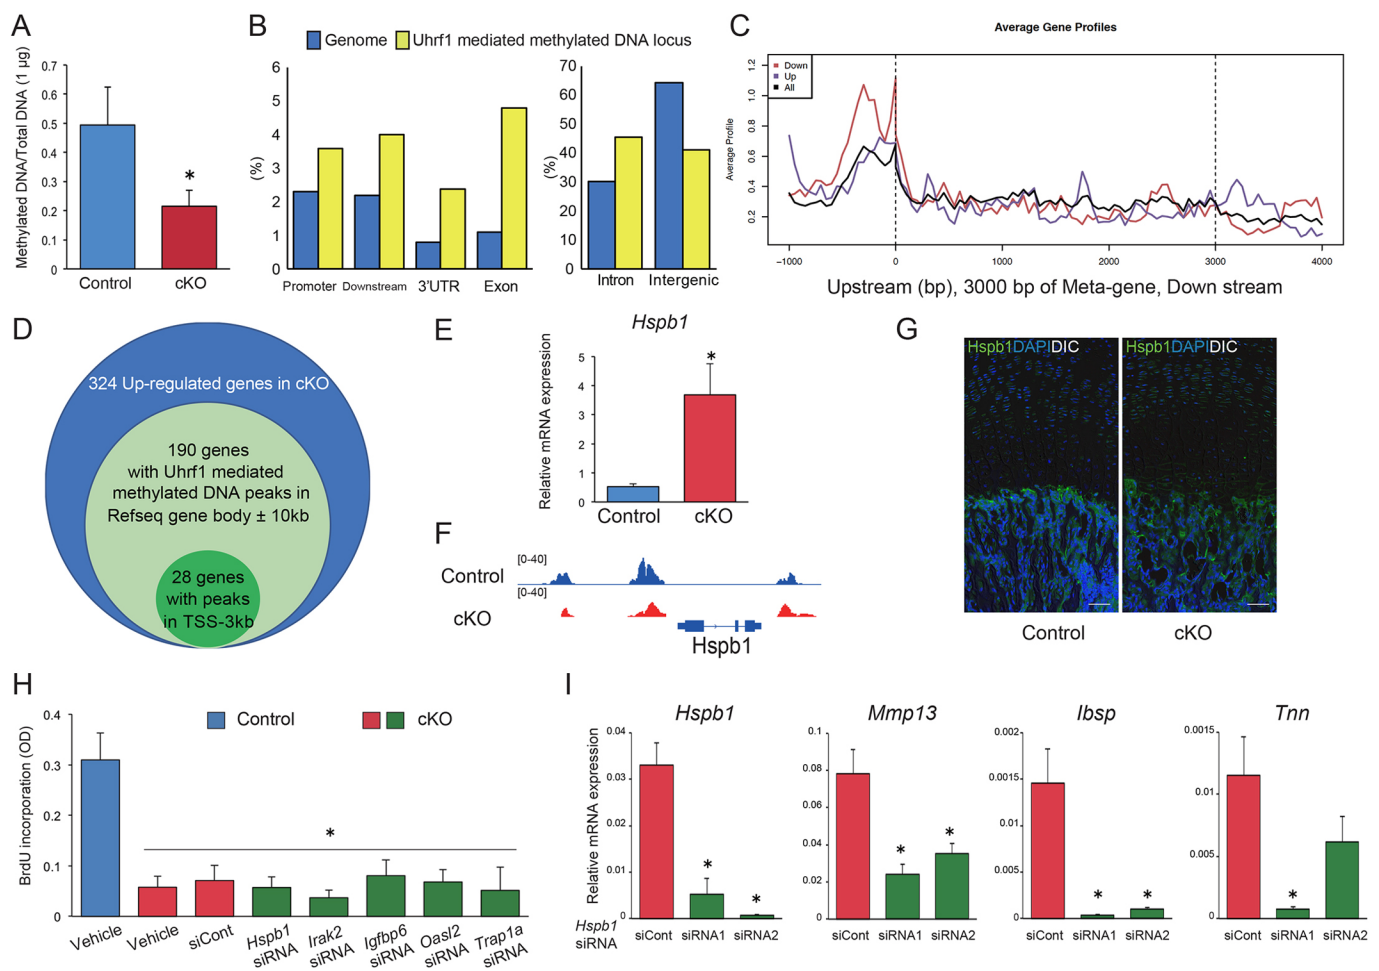 A
Methylated DNA/Total DNA (1 µg)
0.7
0.6
0.5
0.4
0.3
0.2
0.1
0
*
Control
cKO
B
Genome
Uhrf1 mediated methylated DNA locus
(%)
6
5
4
3
2
1
0
Promoter
Downstream
3'UTR
Exon
(%)
70
60
50
40
30
20
10
0
Intron
Intergenic
C
Average Gene Profiles
Down
Up
All
Average Profile
1.2
1.0
0.8
0.6
0.4
0.2
−1000
0
1000
2000
3000
4000
Upstream (bp), 3000 bp of Meta-gene, Down stream
D
324 Up-regulated genes in cKO
190 genes
with Uhrf1 mediated
methylated DNA peaks in
Refseq gene body ± 10kb
28 genes
with peaks
in TSS-3kb
E
Hspb1
Relative mRNA expression
5
4
3
2
1
0
*
Control
cKO
F
[0-40]
Control
[0-40]
cKO
Hspb1
G
Hspb1DAPIDIC
Hspb1DAPIDIC
Control
cKO
H
Control
cKO
BrdU incorporation (OD)
0.4
0.3
0.2
0.1
0
*
Vehicle
Vehicle
siCont
Hspb1
siRNA
Irak2
siRNA
Igfbp6
siRNA
Oasl2
siRNA
Trap1a
siRNA
I
Relative mRNA expression
Hspb1
0.04
0.03
0.02
0.01
0
*
*
Hspb1
siRNA
siCont
siRNA1
siRNA2
Mmp13
0.1
0.08
0.06
0.04
0.02
0
*
*
siCont
siRNA1
siRNA2
Ibsp
0.002
0.0015
0.001
0.0005
0
*
*
siCont
siRNA1
siRNA2
Tnn
0.015
0.01
0.005
0
*
siCont
siRNA1
siRNA2